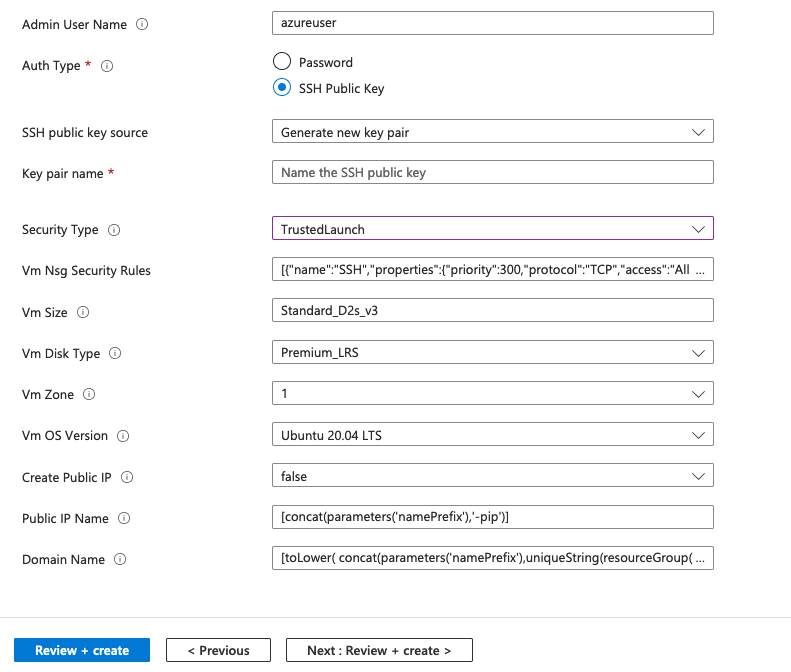 Admin User Name azureuser
Auth Type * Password
SSH Public Key
SSH public key source Generate new key pair
Key pair name * Name the SSH public key
Security Type TrustedLaunch
Vm Nsg Security Rules [{"name":"SSH","properties":{"priority":300,"protocol":"TCP","access":"All ...
Vm Size Standard_D2s_v3
Vm Disk Type Premium_LRS
Vm Zone 1
Vm OS Version Ubuntu 20.04 LTS
Create Public IP false
Public IP Name [concat(parameters('namePrefix'),'-pip')]
Domain Name [toLower( concat(parameters('namePrefix'),uniqueString(resourceGroup( ...
Review + create < Previous Next : Review + create >